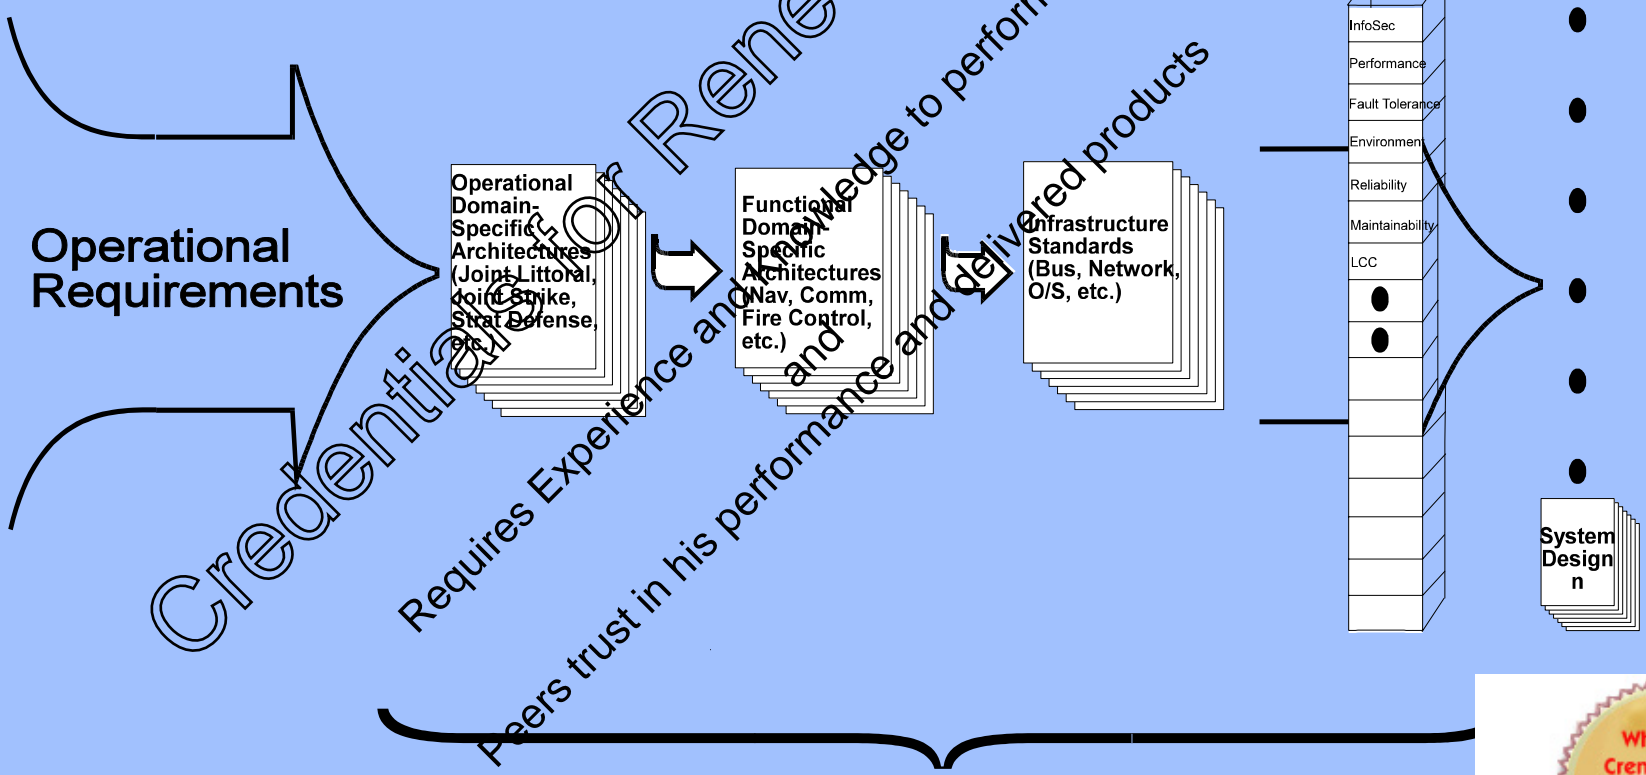 Operational
Requirements
Operational
Domain-
Specific
Architectures
(Joint Littoral,
Joint Strike,
Strat Defense,
etc.)
Functional
Domain-
Specific
Architectures
(Nav, Comm,
Fire Control,
etc.)
Infrastructure
Standards
(Bus, Network,
O/S, etc.)
InfoSec
Performance
Fault Tolerance
Environment
Reliability
Maintainability
LCC
System
Design
n
Credentials for Rene
Requires Experience and knowledge to perform
and
Peers trust in his performance and delivered products